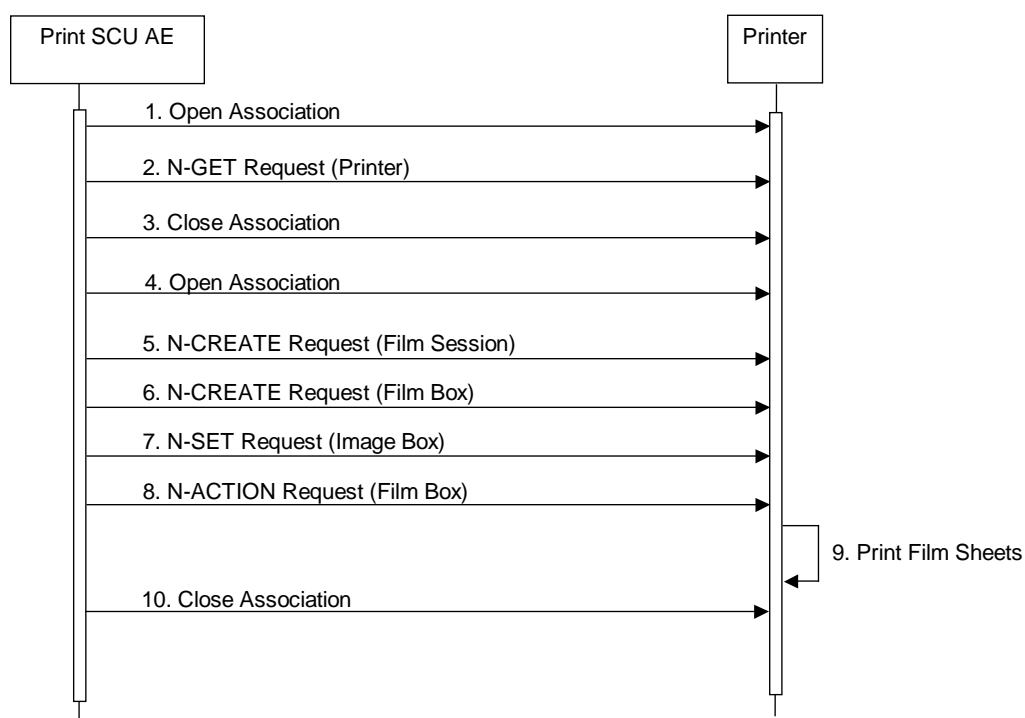 Print SCU AE
Printer
1. Open Association
2. N-GET Request (Printer)
3. Close Association
4. Open Association
5. N-CREATE Request (Film Session)
6. N-CREATE Request (Film Box)
7. N-SET Request (Image Box)
8. N-ACTION Request (Film Box)
9. Print Film Sheets
10. Close Association